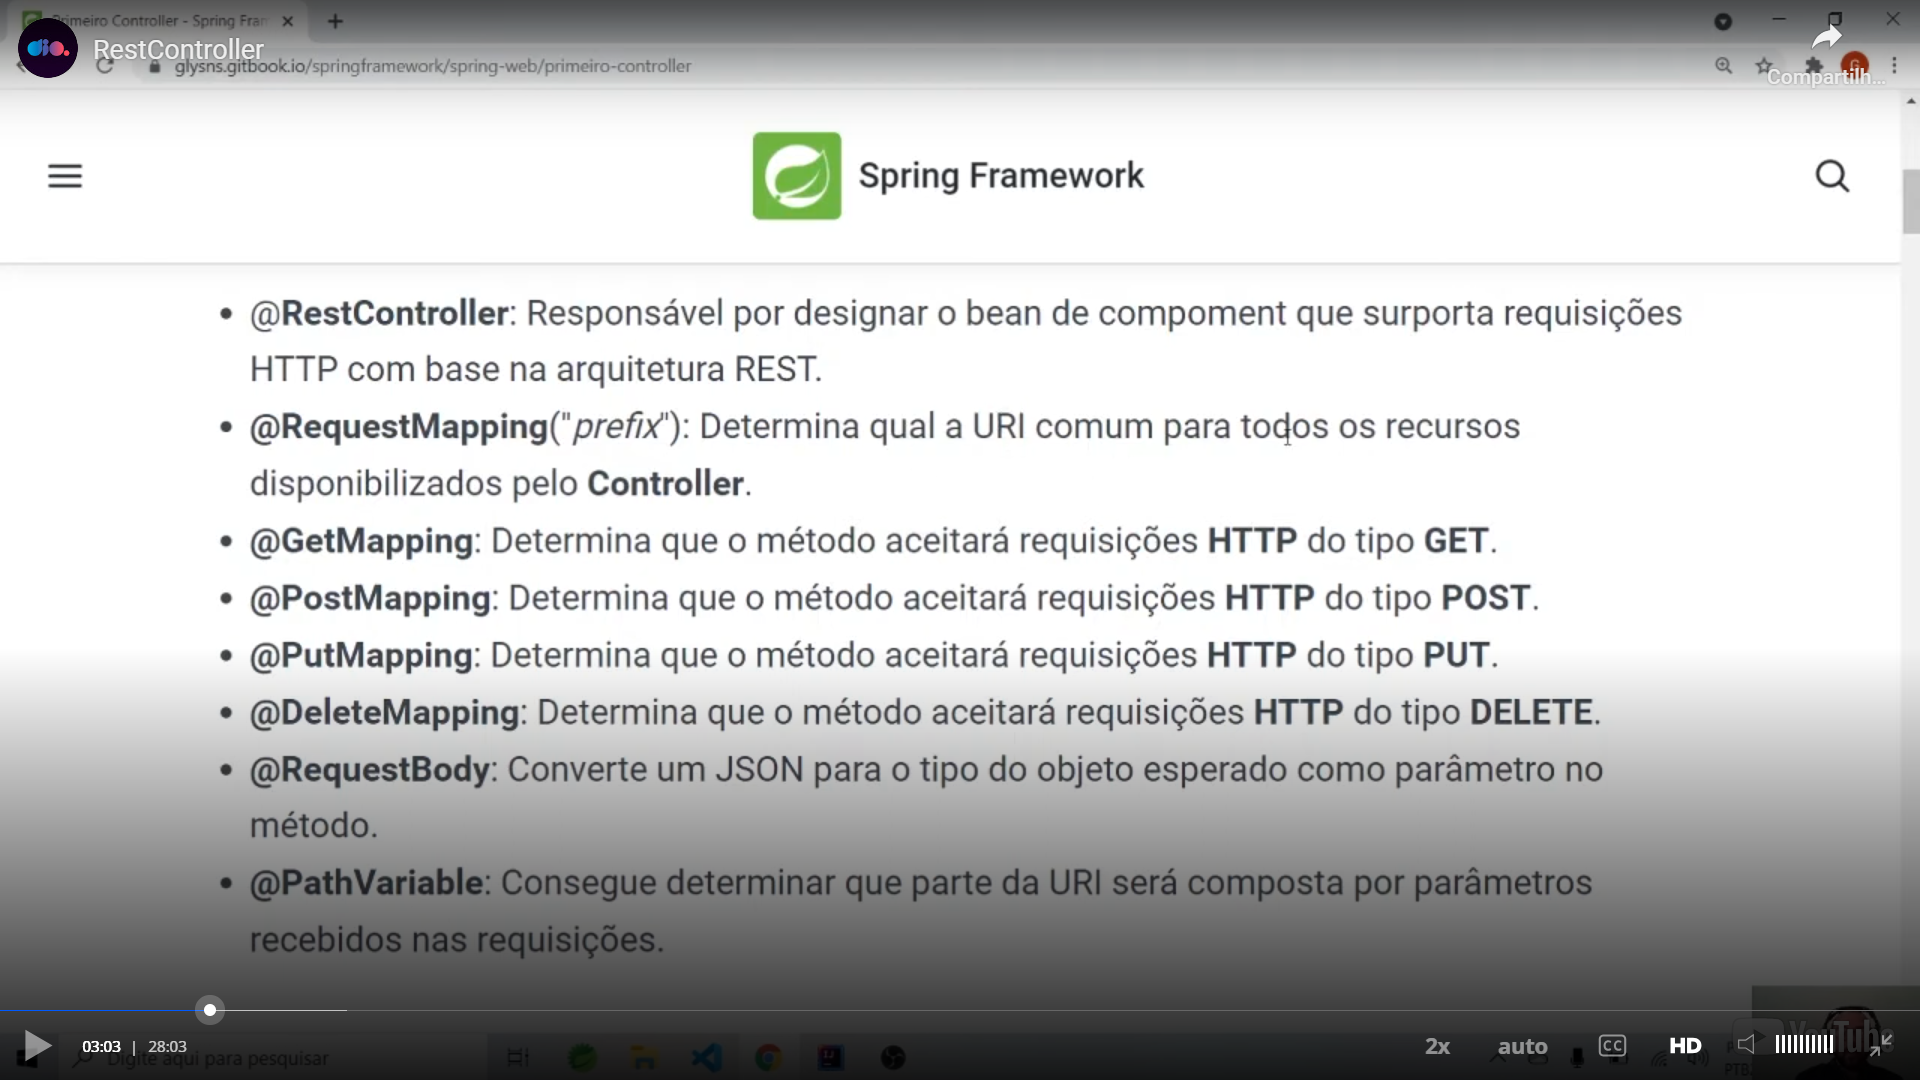 Primeiro Controller - Spring Fram
dio. RestController
glysns.gitbook.io/springframework/spring-web/primeiro-controller
G
Compartilh...
Spring Framework
• @RestController: Responsável por designar o bean de compoment que surporta requisições
HTTP com base na arquitetura REST.
• @RequestMapping("prefix"): Determina qual a URI comum para todos os recursos
disponibilizados pelo Controller.
• @GetMapping: Determina que o método aceitará requisições HTTP do tipo GET.
• @PostMapping: Determina que o método aceitará requisições HTTP do tipo POST.
• @PutMapping: Determina que o método aceitará requisições HTTP do tipo PUT.
• @DeleteMapping: Determina que o método aceitará requisições HTTP do tipo DELETE.
• @RequestBody: Converte um JSON para o tipo do objeto esperado como parâmetro no
método.
• @PathVariable: Consegue determinar que parte da URI será composta por parâmetros
recebidos nas requisições.
03:03 | 28:03
Digite aqui para pesquisar
2x auto CC HD
YouTube
PTB